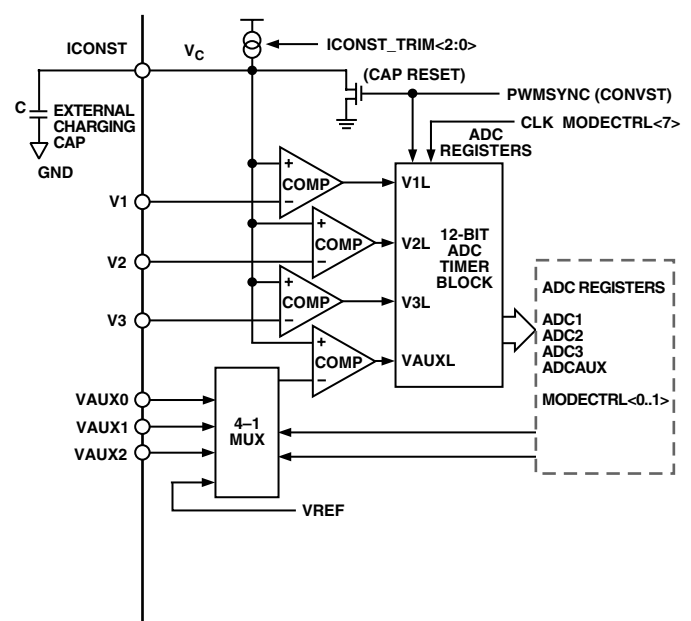 ICONST
VC
ICONST_TRIM<2:0>
(CAP RESET)
PWMSYNC (CONVST)
C
EXTERNAL
CHARGING
CAP
GND
CLK MODECTRL<7>
ADC
REGISTERS
+
COMP
–
V1L
V1
+
COMP
–
V2L
V2
12-BIT
ADC
TIMER
BLOCK
+
COMP
–
V3L
V3
+
COMP
–
VAUXL
ADC REGISTERS
ADC1
ADC2
ADC3
ADCAUX
MODECTRL<0..1>
VAUX0
VAUX1
VAUX2
4–1
MUX
VREF